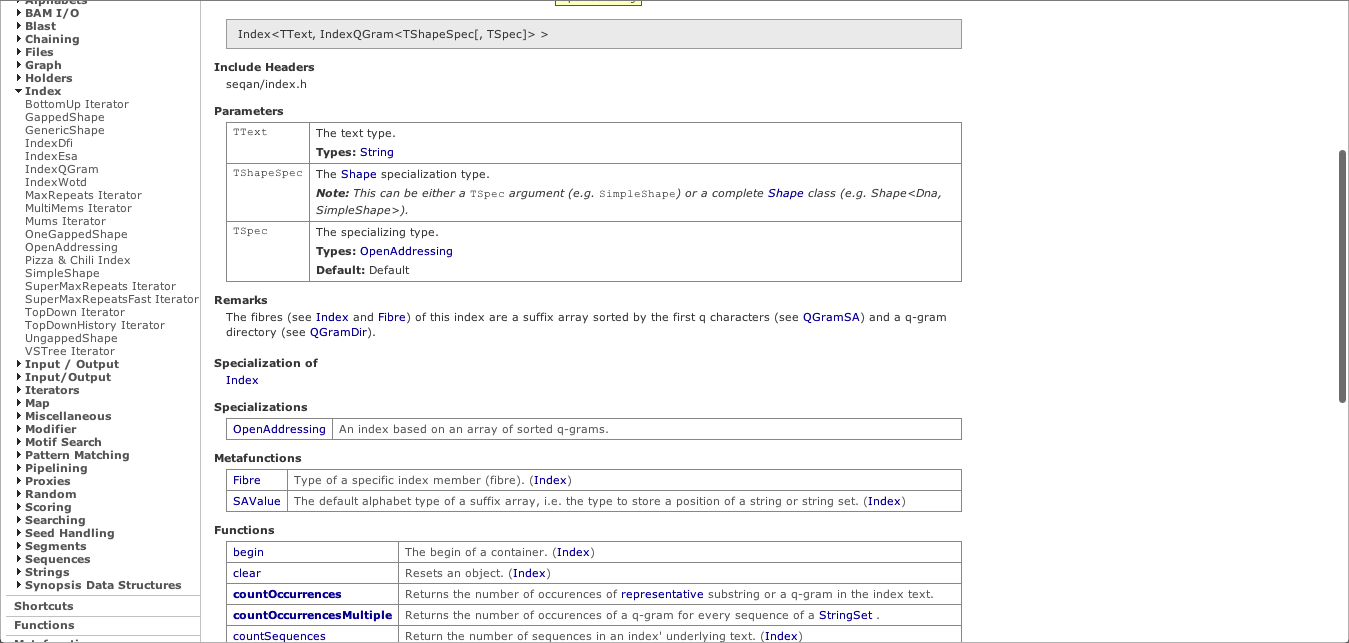 Alphabets
BAM I/O
Blast
Chaining
Files
Graph
Holders
Index
BottomUp Iterator
GappedShape
GenericShape
IndexDfi
IndexEsa
IndexQGram
IndexWotd
MaxRepeats Iterator
MultiMems Iterator
Mums Iterator
OneGappedShape
OpenAddressing
Pizza & Chili Index
SimpleShape
SuperMaxRepeats Iterator
SuperMaxRepeatsFast Iterator
TopDown Iterator
TopDownHistory Iterator
UngappedShape
VSTree Iterator
Input / Output
Input/Output
Iterators
Map
Miscellaneous
Modifier
Motif Search
Pattern Matching
Pipelining
Proxies
Random
Scoring
Searching
Seed Handling
Segments
Sequences
Strings
Synopsis Data Structures
Shortcuts
Functions
Index<TText, IndexQGram<TShapeSpec[, TSpec]> >
Include Headers
seqan/index.h
Parameters
TText The text type.
Types: String
TShapeSpec The Shape specialization type.
Note: This can be either a TSpec argument (e.g. SimpleShape) or a complete Shape class (e.g. Shape<Dna,
SimpleShape>).
TSpec The specializing type.
Types: OpenAddressing
Default: Default
Remarks
The fibres (see Index and Fibre) of this index are a suffix array sorted by the first q characters (see QGramSA) and a q-gram
directory (see QGramDir).
Specialization of
Index
Specializations
OpenAddressing An index based on an array of sorted q-grams.
Metafunctions
Fibre Type of a specific index member (fibre). (Index)
SAValue The default alphabet type of a suffix array, i.e. the type to store a position of a string or string set. (Index)
Functions
begin The begin of a container. (Index)
clear Resets an object. (Index)
countOccurrences Returns the number of occurences of representative substring or a q-gram in the index text.
countOccurrencesMultiple Returns the number of occurences of a q-gram for every sequence of a StringSet .
countSequences Return the number of sequences in an index' underlying text. (Index)